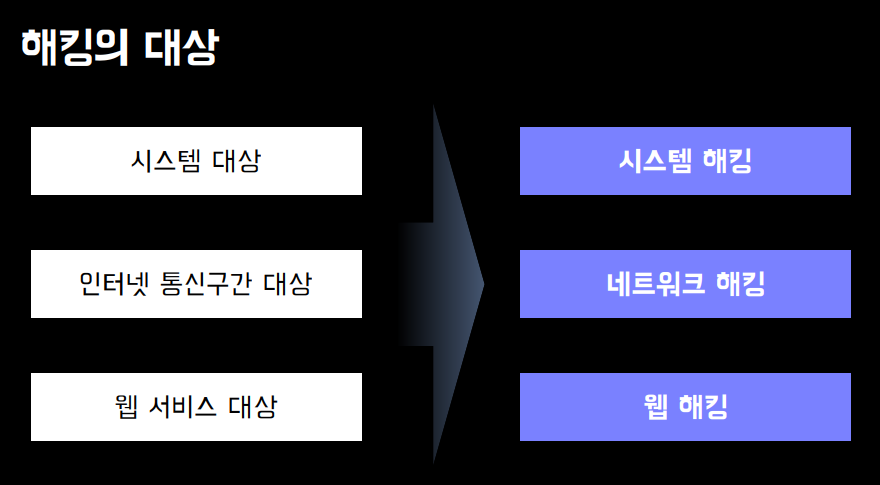 해킹의 대상
시스템 대상
시스템 해킹
인터넷 통신구간 대상
네트워크 해킹
웹 서비스 대상
웹 해킹